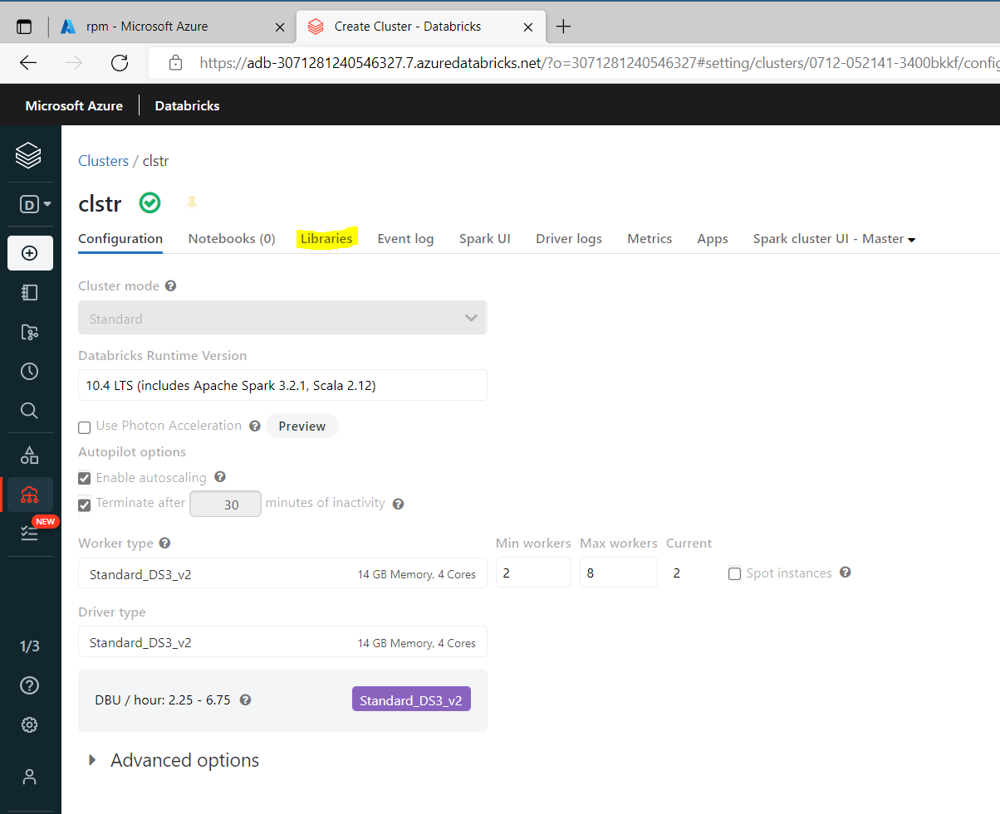 rpm - Microsoft Azure
Create Cluster - Databricks
https://adb-3071281240546327.7.azuredatabricks.net/?o=3071281240546327#setting/clusters/0712-052141-3400bkkf/config
Microsoft Azure | Databricks
D
Clusters / clstr
clstr
Configuration Notebooks (0) Libraries Event log Spark UI Driver logs Metrics Apps Spark cluster UI - Master
Cluster mode ?
Standard
Databricks Runtime Version
10.4 LTS (includes Apache Spark 3.2.1, Scala 2.12)
Use Photon Acceleration ? Preview
Autopilot options
Enable autoscaling ?
Terminate after 30 minutes of inactivity ?
NEW
Worker type ? Min workers Max workers Current
Standard_DS3_v2 14 GB Memory, 4 Cores 2 8 2 Spot instances ?
Driver type
Standard_DS3_v2 14 GB Memory, 4 Cores
1/3
?
DBU / hour: 2.25 - 6.75 ? Standard_DS3_v2
Advanced options